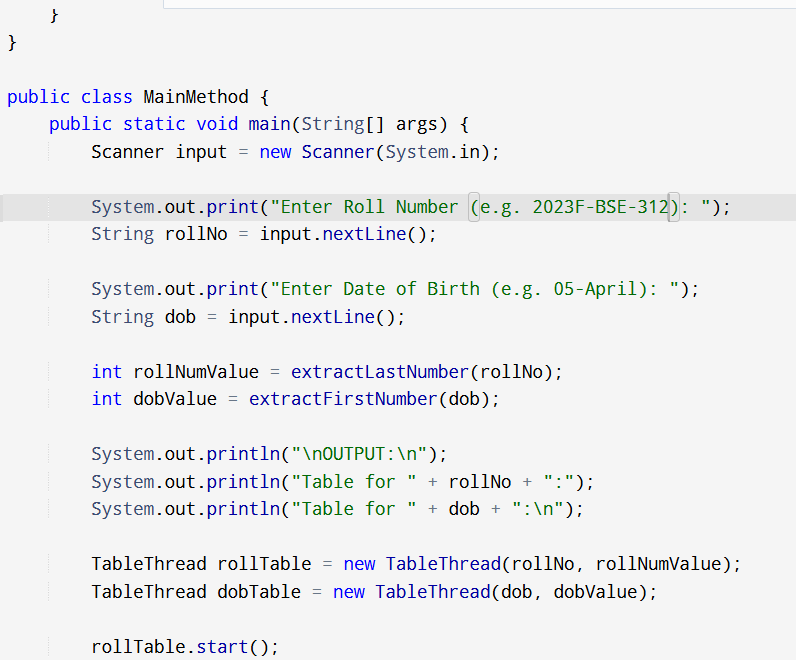 }
}

public class MainMethod {
    public static void main(String[] args) {
        Scanner input = new Scanner(System.in);

        System.out.print("Enter Roll Number (e.g. 2023F-BSE-312): ");
        String rollNo = input.nextLine();

        System.out.print("Enter Date of Birth (e.g. 05-April): ");
        String dob = input.nextLine();

        int rollNumValue = extractLastNumber(rollNo);
        int dobValue = extractFirstNumber(dob);

        System.out.println("\nOUTPUT:\n");
        System.out.println("Table for " + rollNo + ":");
        System.out.println("Table for " + dob + ":\n");

        TableThread rollTable = new TableThread(rollNo, rollNumValue);
        TableThread dobTable = new TableThread(dob, dobValue);

        rollTable.start();